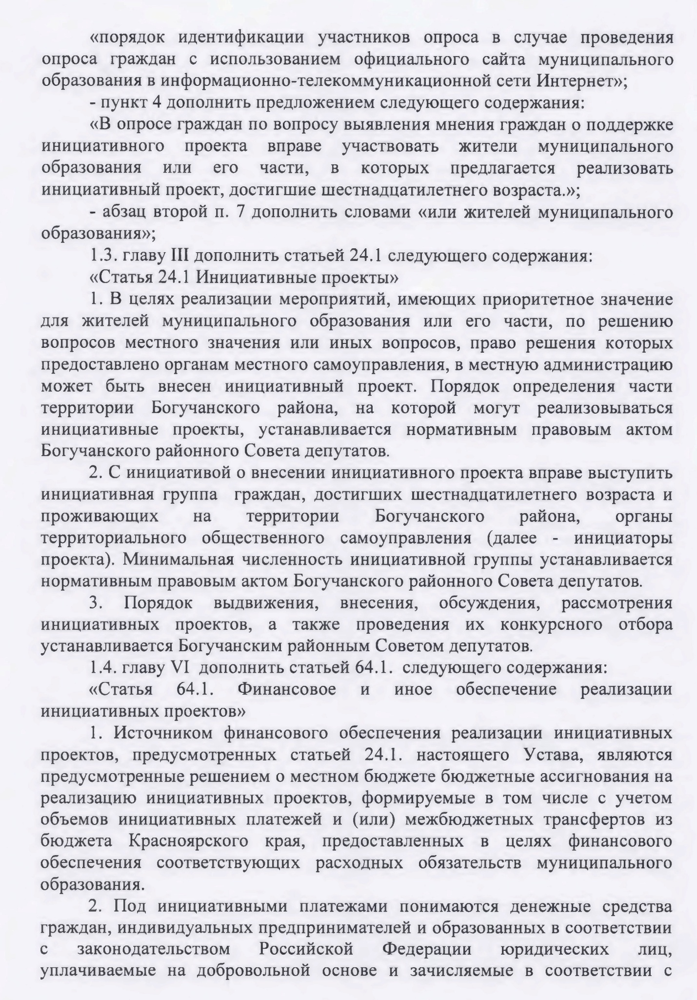 «порядок идентификации участников опроса в случае проведения
опроса граждан с использованием официального сайта муниципального
образования в информационно-телекоммуникационной сети Интернет»;
- пункт 4 дополнить предложением следующего содержания:
«В опросе граждан по вопросу выявления мнения граждан о поддержке
инициативного проекта вправе участвовать жители муниципального
образования или его части, в которых предлагается реализовать
инициативный проект, достигшие шестнадцатилетнего возраста.»;
- абзац второй п. 7 дополнить словами «или жителей муниципального
образования»;
1.3. главу III дополнить статьей 24.1 следующего содержания:
«Статья 24.1 Инициативные проекты»
1. В целях реализации мероприятий, имеющих приоритетное значение
для жителей муниципального образования или его части, по решению
вопросов местного значения или иных вопросов, право решения которых
предоставлено органам местного самоуправления, в местную администрацию
может быть внесен инициативный проект. Порядок определения части
территории Богучанского района, на которой могут реализовываться
инициативные проекты, устанавливается нормативным правовым актом
Богучанского районного Совета депутатов.
2. С инициативой о внесении инициативного проекта вправе выступить
инициативная группа граждан, достигших шестнадцатилетнего возраста и
проживающих на территории Богучанского района, органы
территориального общественного самоуправления (далее - инициаторы
проекта). Минимальная численность инициативной группы устанавливается
нормативным правовым актом Богучанского районного Совета депутатов.
3. Порядок выдвижения, внесения, обсуждения, рассмотрения
инициативных проектов, а также проведения их конкурсного отбора
устанавливается Богучанским районным Советом депутатов.
1.4. главу VI дополнить статьей 64.1. следующего содержания:
«Статья 64.1. Финансовое и иное обеспечение реализации
инициативных проектов»
1. Источником финансового обеспечения реализации инициативных
проектов, предусмотренных статьей 24.1. настоящего Устава, являются
предусмотренные решением о местном бюджете бюджетные ассигнования на
реализацию инициативных проектов, формируемые в том числе с учетом
объемов инициативных платежей и (или) межбюджетных трансфертов из
бюджета Красноярского края, предоставленных в целях финансового
обеспечения соответствующих расходных обязательств муниципального
образования.
2. Под инициативными платежами понимаются денежные средства
граждан, индивидуальных предпринимателей и образованных в соответствии
с законодательством Российской Федерации юридических лиц,
уплачиваемые на добровольной основе и зачисляемые в соответствии с